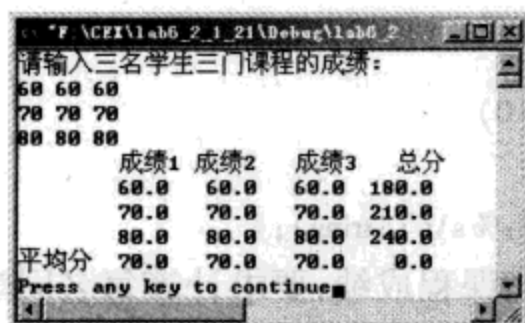 "F:\CEX\lab6_2_1_21\Debug\lab6_2
请输入三名学生三门课程的成绩:
60 60 60
70 70 70
80 80 80
成绩1 成绩2 成绩3 总分
60.0 60.0 60.0 180.0
70.0 70.0 70.0 210.0
80.0 80.0 80.0 240.0
平均分 70.0 70.0 70.0 0.0
Press any key to continue